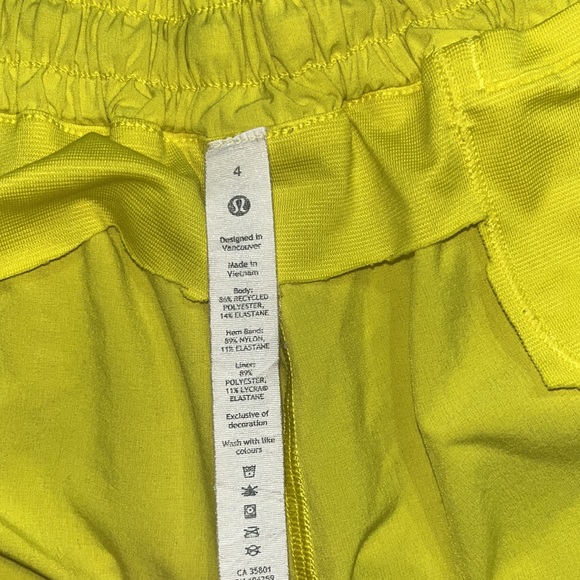 4
Designed in
Vancouver
Made in
Vietnam
Body:
86% RECYCLED
POLYESTER,
14% ELASTANE
Hem Band:
89% NYLON,
11% ELASTANE
Liner:
89%
POLYESTER,
11% LYCRA®
ELASTANE
Exclusive of
decoration
Wash with like
colours
CA 35801